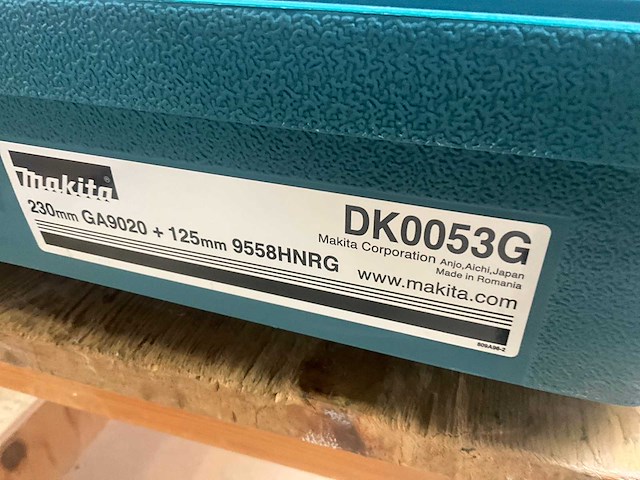 Makita
DK0053G
230mm GA9020 + 125mm 9558HNRG
Makita Corporation Anjo,Aichi,Japan
Made in Romania
www.makita.com